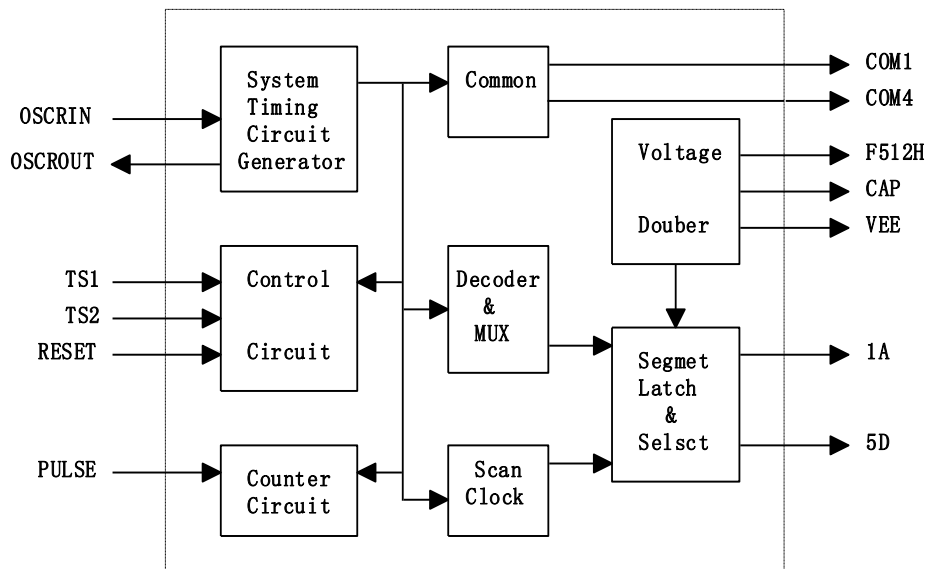 OSCRIN
OSCROUT
System
Timing
Circuit
Generator
Common
COM1
COM4
Voltage
Douber
F512H
CAP
VEE
TS1
TS2
RESET
Control
Circuit
Decoder
&
MUX
Segmet
Latch
&
Selsct
1A
5D
PULSE
Counter
Circuit
Scan
Clock